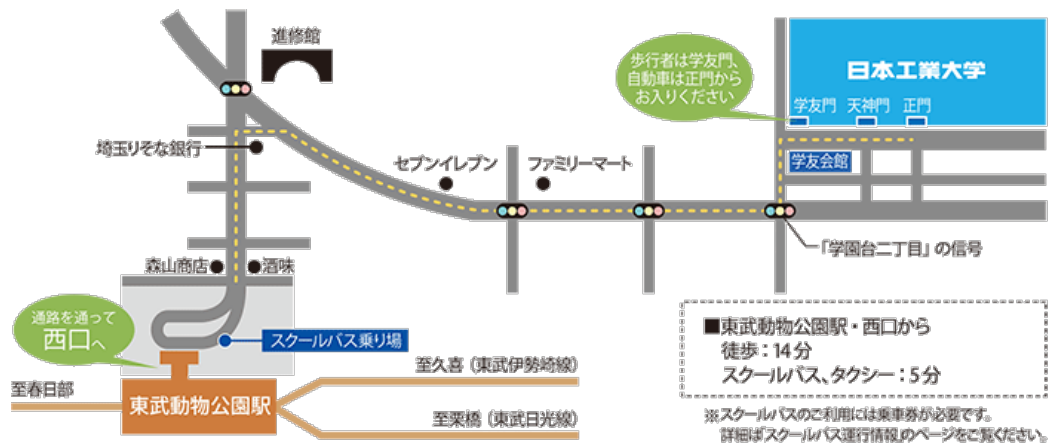 進修館
歩行者は学友門、
自動車は正門から
お入りください
日本工業大学
学友門 天神門 正門
埼玉りそな銀行
セブンイレブン
ファミリーマート
学友会館
「学園台二丁目」の信号
森山商店
酒味
通路を通って
西口へ
スクールバス乗り場
■東武動物公園駅・西口から
徒歩：14分
スクールバス、タクシー：5分
至久喜（東武伊勢崎線）
至春日部
東武動物公園駅
至栗橋（東武日光線）
※スクールバスのご利用には乗車券が必要です。
詳細は「スクールバス運行情報」のページをご覧ください。